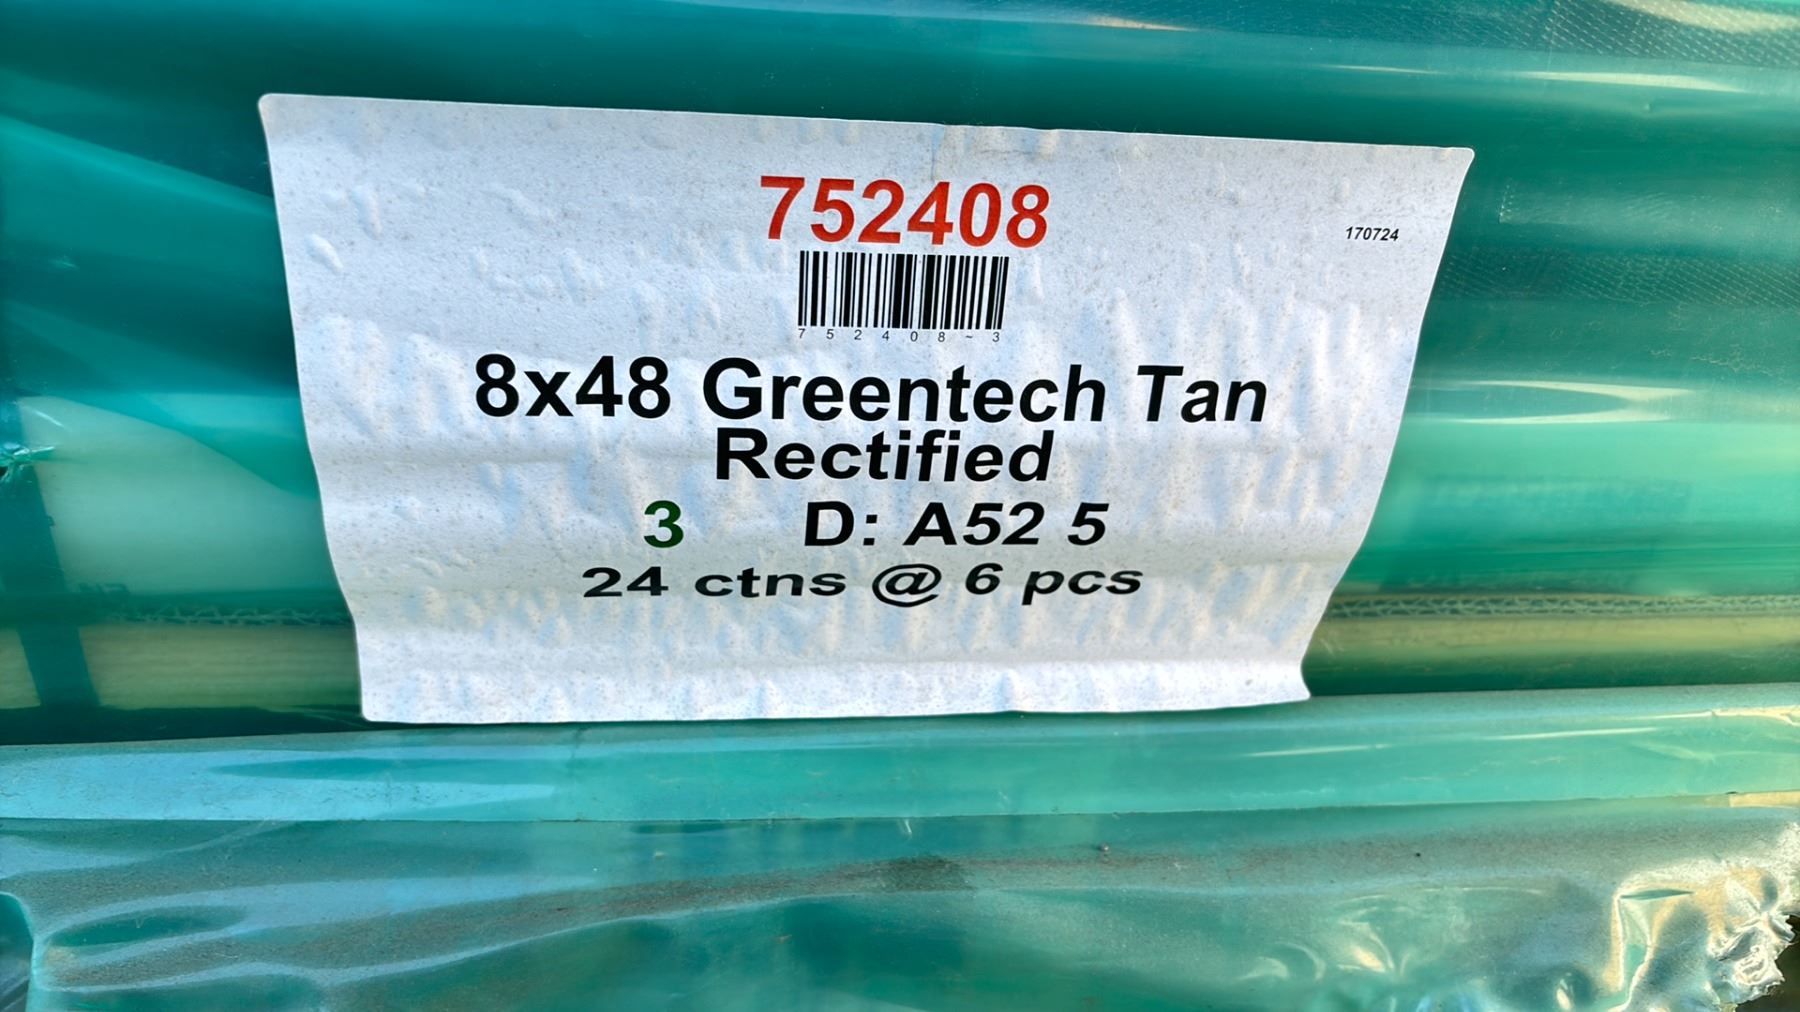 752408
170724
752408~3
8x48 Greentech Tan
Rectified
3 D: A52 5
24 ctns @ 6 pcs